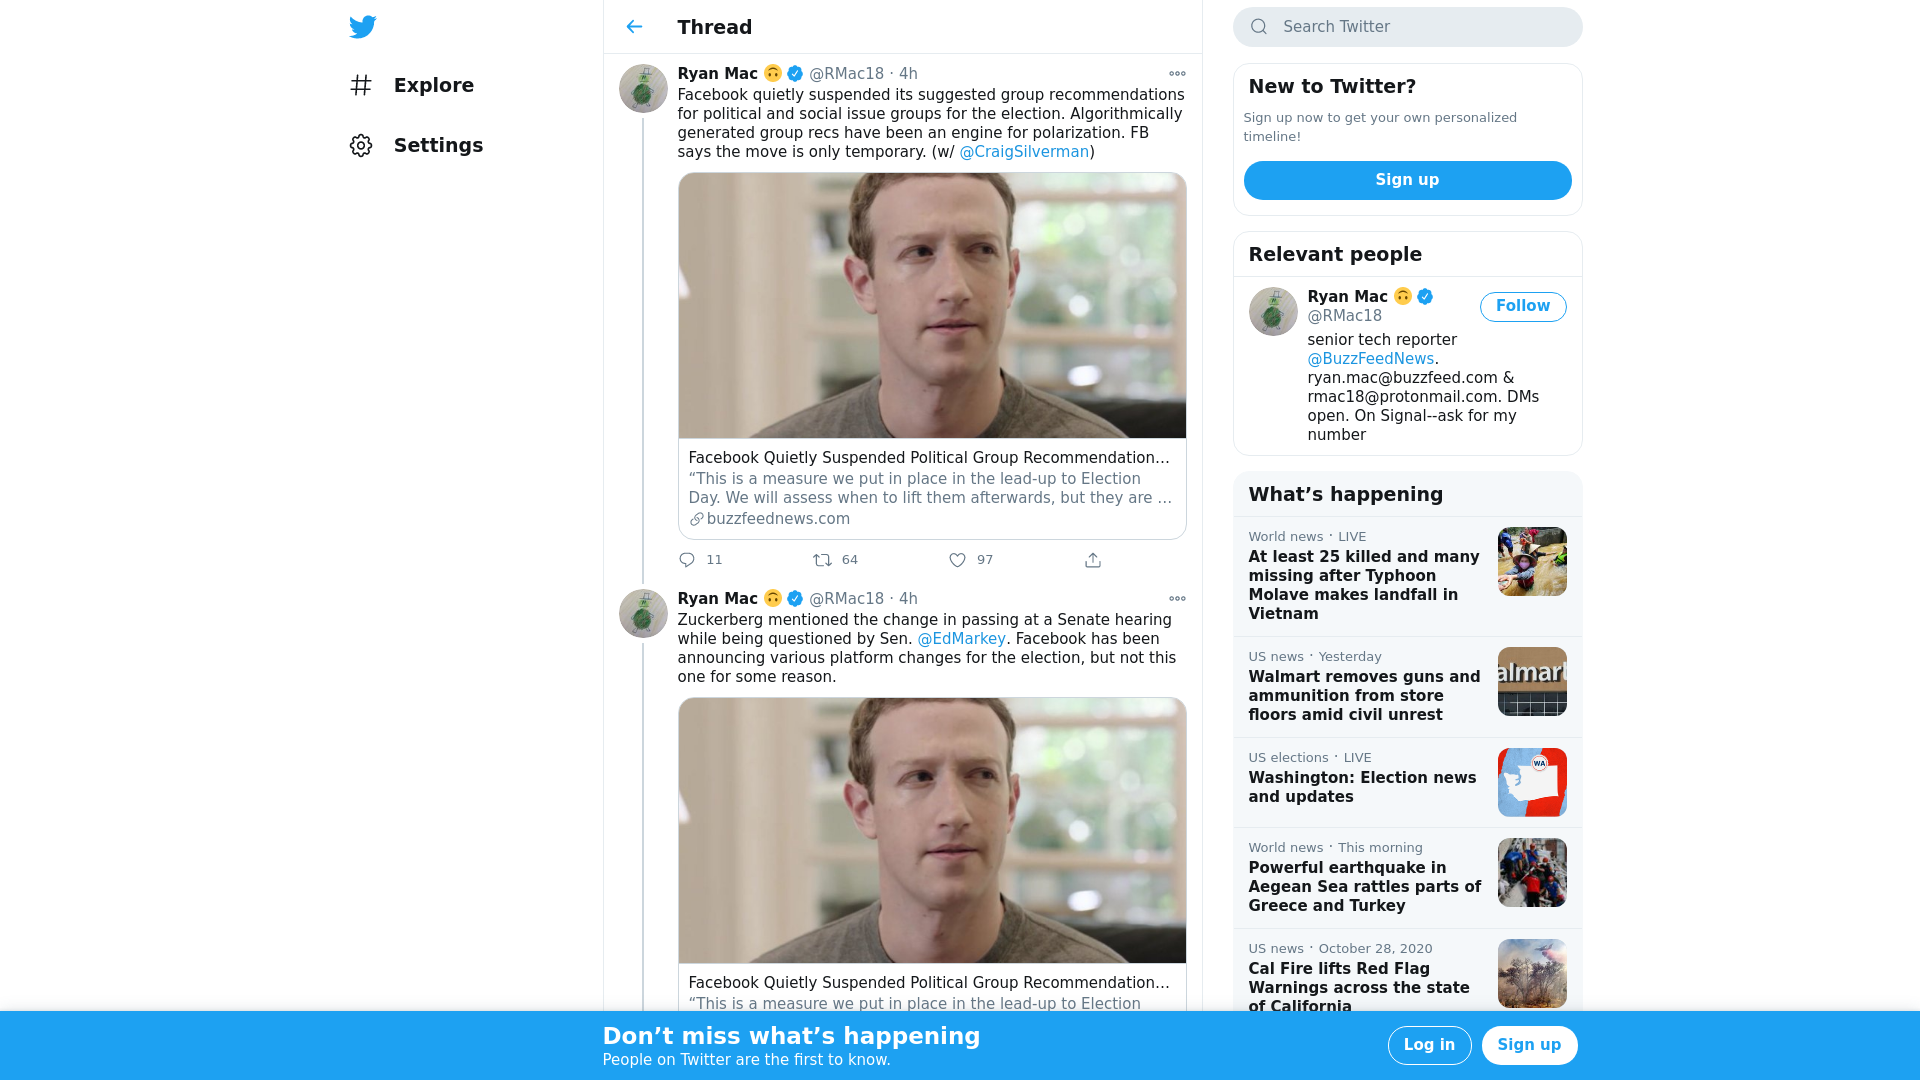 Explore
Settings
Thread
Ryan Mac 🙃 @RMac18 · 4h
Facebook quietly suspended its suggested group recommendations
for political and social issue groups for the election. Algorithmically
generated group recs have been an engine for polarization. FB
says the move is only temporary. (w/ @CraigSilverman)
Facebook Quietly Suspended Political Group Recommendation…
“This is a measure we put in place in the lead-up to Election
Day. We will assess when to lift them afterwards, but they are …
buzzfeednews.com
11 64 97
Ryan Mac 🙃 @RMac18 · 4h
Zuckerberg mentioned the change in passing at a Senate hearing
while being questioned by Sen. @EdMarkey. Facebook has been
announcing various platform changes for the election, but not this
one for some reason.
Facebook Quietly Suspended Political Group Recommendation…
“This is a measure we put in place in the lead-up to Election
Search Twitter
New to Twitter?
Sign up now to get your own personalized
timeline!
Sign up
Relevant people
Ryan Mac 🙃
@RMac18
Follow
senior tech reporter
@BuzzFeedNews.
ryan.mac@buzzfeed.com &
rmac18@protonmail.com. DMs
open. On Signal--ask for my
number
What’s happening
World news · LIVE
At least 25 killed and many
missing after Typhoon
Molave makes landfall in
Vietnam
US news · Yesterday
Walmart removes guns and
ammunition from store
floors amid civil unrest
almart
US elections · LIVE
Washington: Election news
and updates
WA
World news · This morning
Powerful earthquake in
Aegean Sea rattles parts of
Greece and Turkey
US news · October 28, 2020
Cal Fire lifts Red Flag
Warnings across the state
of California
Don’t miss what’s happening
People on Twitter are the first to know.
Log in
Sign up